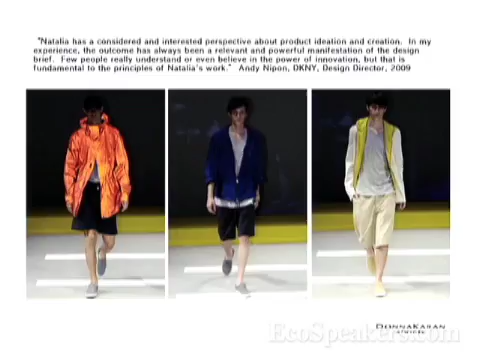 "Natalia has a considered and interested perspective about product ideation and creation. In my
experience, the outcome has always been a relevant and powerful manifestation of the design
brief. Few people really understand or even believe in the power of innovation, but that is
fundamental to the principles of Natalia's work." Andy Nipon, DKNY, Design Director, 2009
DONNAKARAN
EcoSpeakers.com